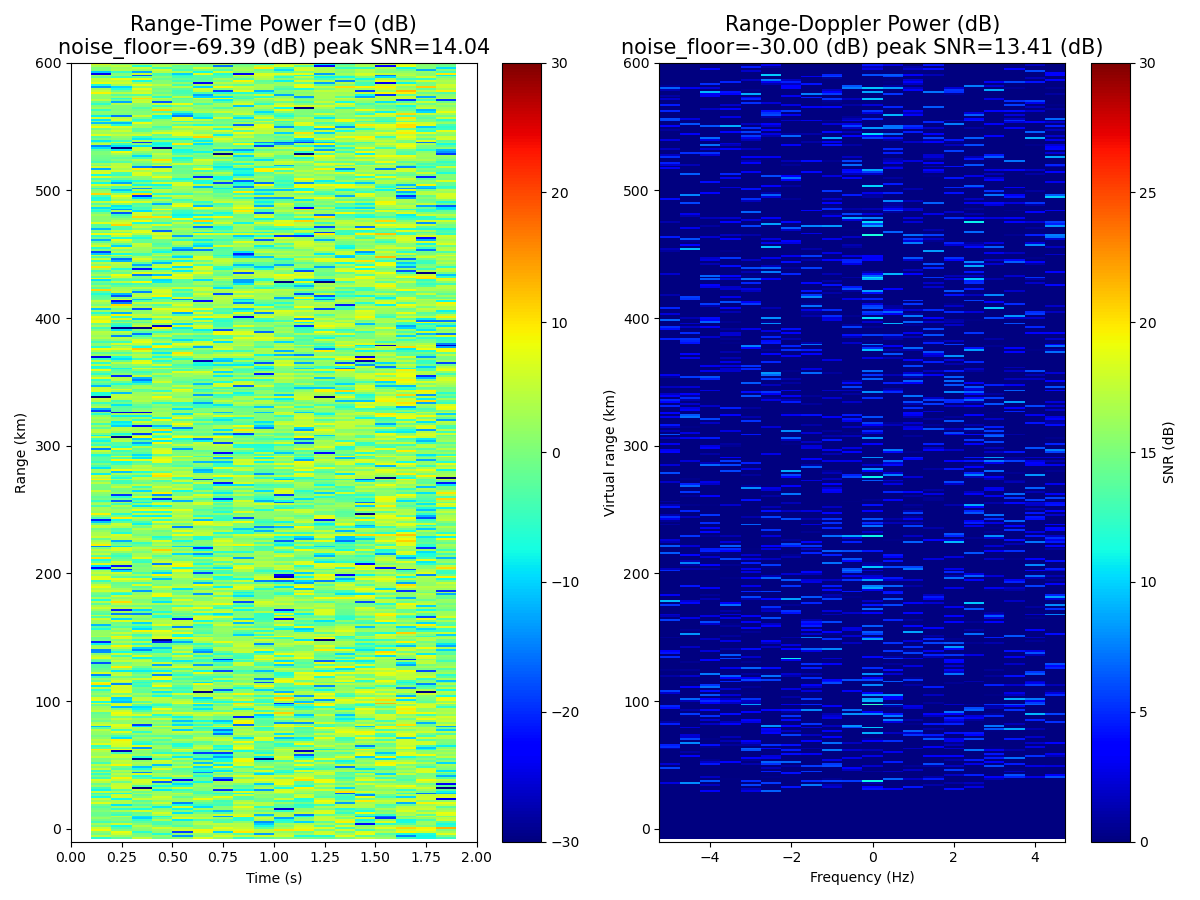 Range-Time Power f=0 (dB)
noise_floor=-69.39 (dB) peak SNR=14.04
Range-Doppler Power (dB)
noise_floor=-30.00 (dB) peak SNR=13.41 (dB)
600
500
400
300
200
100
0
Range (km)
0.00 0.25 0.50 0.75 1.00 1.25 1.50 1.75 2.00
Time (s)
30
20
10
0
−10
−20
−30
600
500
400
300
200
100
0
Virtual range (km)
−4 −2 0 2 4
Frequency (Hz)
30
25
20
15
10
5
0
SNR (dB)